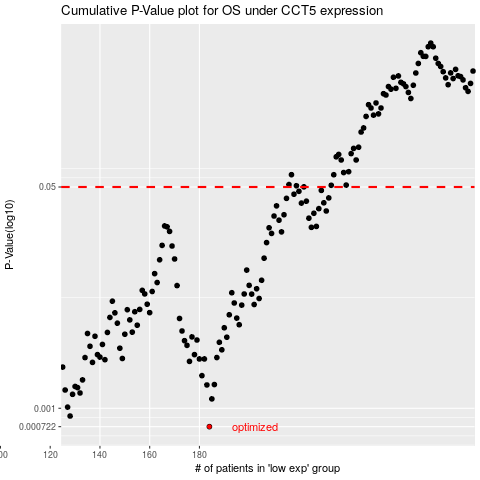 Cumulative P-Value plot for OS under CCT5 expression
P-Value(log10)
0.05
0.001
0.000722
optimized
00 120 140 160 180
# of patients in 'low exp' group